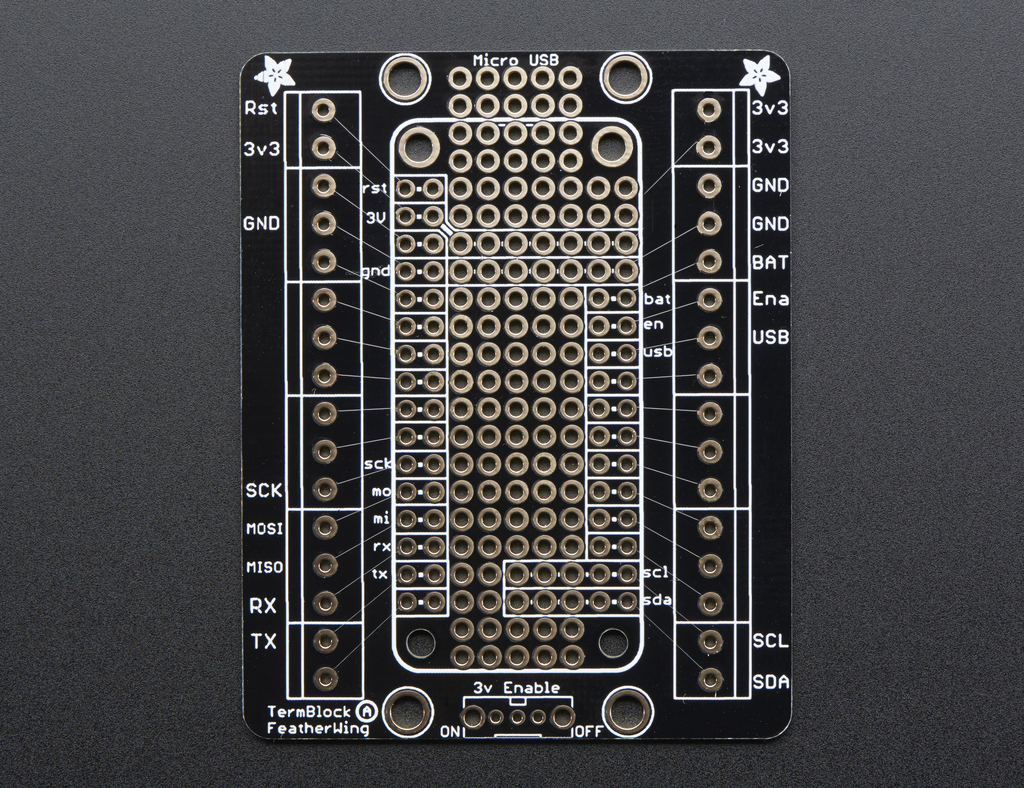 Micro USB
Rst
3v3
GND
SCK
MOSI
MISO
RX
TX
rst
3V
gnd
sck
mo
mi
rx
tx
bat
en
usb
scl
sda
3v3
3v3
GND
GND
BAT
Ena
USB
SCL
SDA
3v Enable
ON
OFF
TermBlock A
FeatherWing